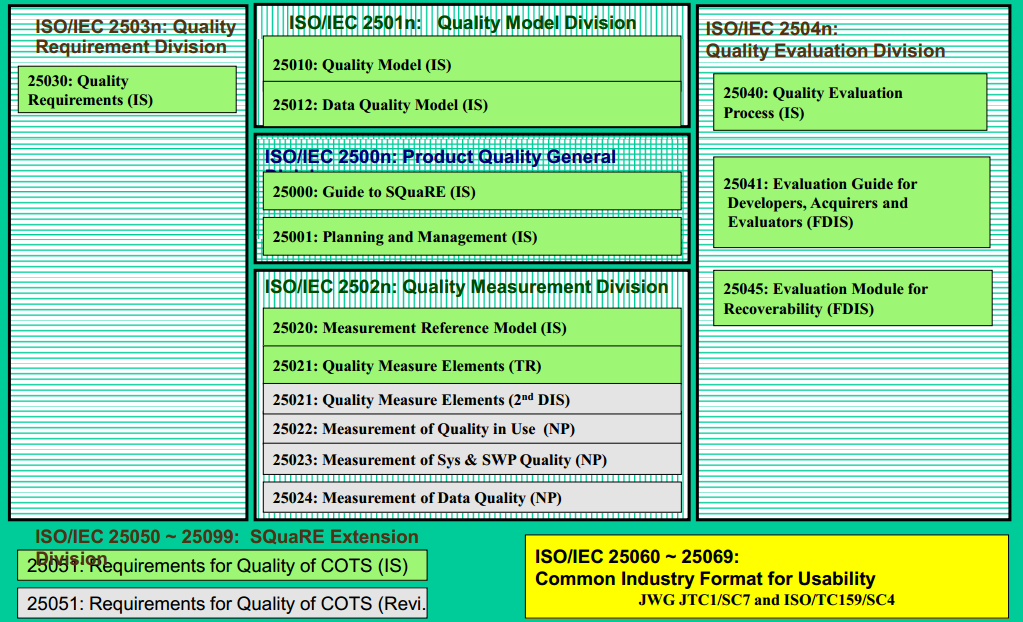 ISO/IEC 2503n: Quality
Requirement Division
25030: Quality
Requirements (IS)
ISO/IEC 2501n: Quality Model Division
25010: Quality Model (IS)
25012: Data Quality Model (IS)
ISO/IEC 2500n: Product Quality General
25000: Guide to SQuaRE (IS)
25001: Planning and Management (IS)
ISO/IEC 2502n: Quality Measurement Division
25020: Measurement Reference Model (IS)
25021: Quality Measure Elements (TR)
25021: Quality Measure Elements (2nd DIS)
25022: Measurement of Quality in Use (NP)
25023: Measurement of Sys & SWP Quality (NP)
25024: Measurement of Data Quality (NP)
ISO/IEC 2504n:
Quality Evaluation Division
25040: Quality Evaluation
Process (IS)
25041: Evaluation Guide for
Developers, Acquirers and
Evaluators (FDIS)
25045: Evaluation Module for
Recoverability (FDIS)
ISO/IEC 25050 ~ 25099: SQuaRE Extension
Division
25051: Requirements for Quality of COTS (IS)
25051: Requirements for Quality of COTS (Revi.
ISO/IEC 25060 ~ 25069:
Common Industry Format for Usability
JWG JTC1/SC7 and ISO/TC159/SC4